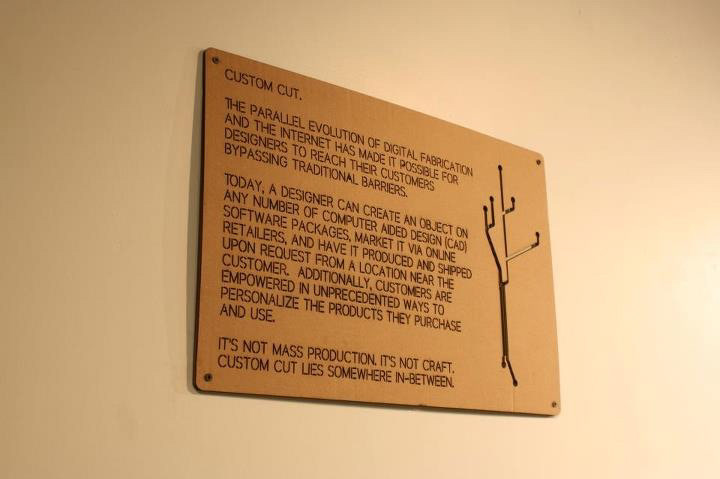 CUSTOM CUT.
THE PARALLEL EVOLUTION OF DIGITAL FABRICATION
AND THE INTERNET HAS MADE IT POSSIBLE FOR
DESIGNERS TO REACH THEIR CUSTOMERS
BYPASSING TRADITIONAL BARRIERS.
TODAY, A DESIGNER CAN CREATE AN OBJECT ON
ANY NUMBER OF COMPUTER AIDED DESIGN (CAD)
SOFTWARE PACKAGES, MARKET IT VIA ONLINE
RETAILERS, AND HAVE IT PRODUCED AND SHIPPED
UPON REQUEST FROM A LOCATION NEAR THE
CUSTOMER. ADDITIONALLY, CUSTOMERS ARE
EMPOWERED IN UNPRECEDENTED WAYS TO
PERSONALIZE THE PRODUCTS THEY PURCHASE
AND USE.
IT'S NOT MASS PRODUCTION. IT'S NOT CRAFT.
CUSTOM CUT LIES SOMEWHERE IN-BETWEEN.